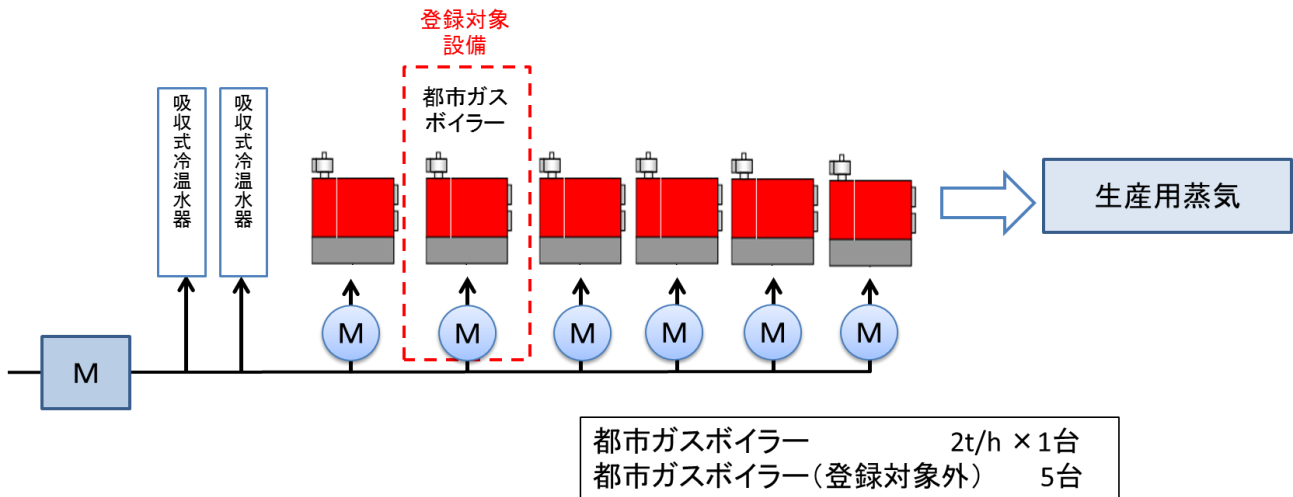 登録対象
設備
都市ガス
ボイラー
吸収式冷温水器
吸収式冷温水器
生産用蒸気
M
M
M
M
M
M
M
都市ガスボイラー 2t/h ×1台
都市ガスボイラー(登録対象外) 5台